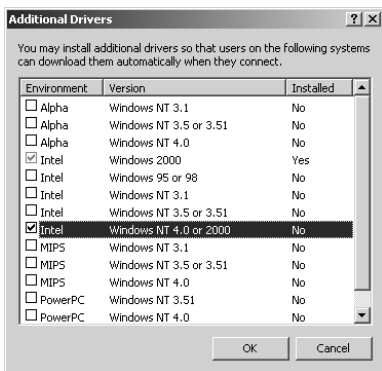 Additional Drivers
You may install additional drivers so that users on the following systems
can download them automatically when they connect.
Environment Version Installed
Alpha Windows NT 3.1 No
Alpha Windows NT 3.5 or 3.51 No
Alpha Windows NT 4.0 No
Intel Windows 2000 Yes
Intel Windows 95 or 98 No
Intel Windows NT 3.1 No
Intel Windows NT 3.5 or 3.51 No
Intel Windows NT 4.0 or 2000 No
MIPS Windows NT 3.1 No
MIPS Windows NT 3.5 or 3.51 No
MIPS Windows NT 4.0 No
PowerPC Windows NT 3.51 No
PowerPC Windows NT 4.0 No
OK Cancel